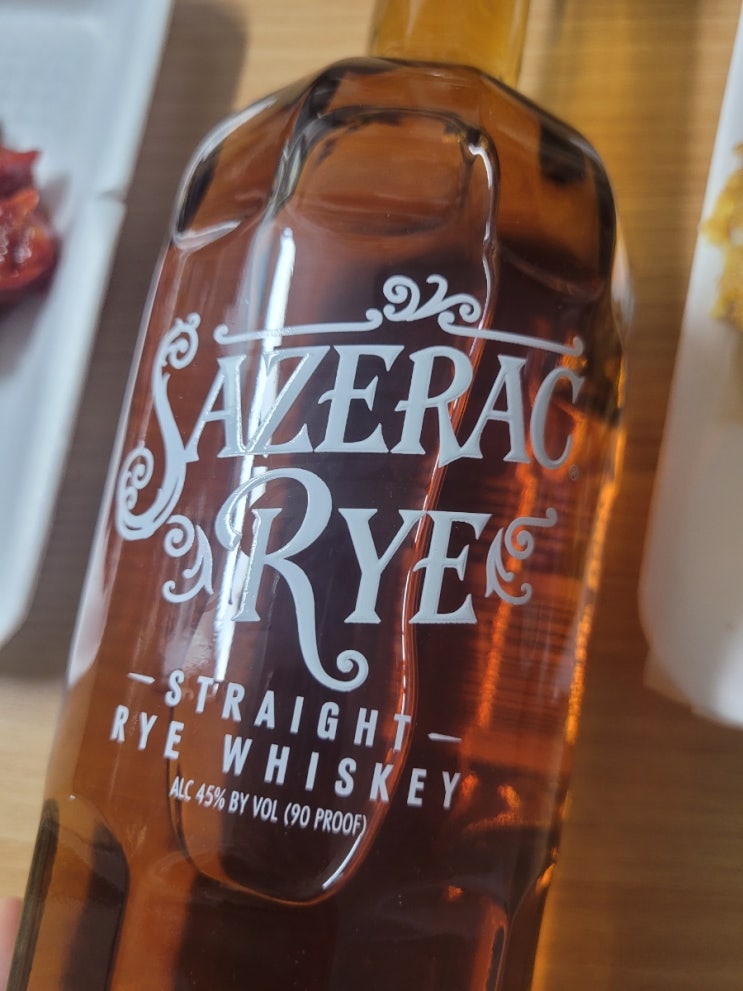 SAZERAC®
RYE
—STRAIGHT—
RYE WHISKEY
ALC 45% BY VOL (90 PROOF)